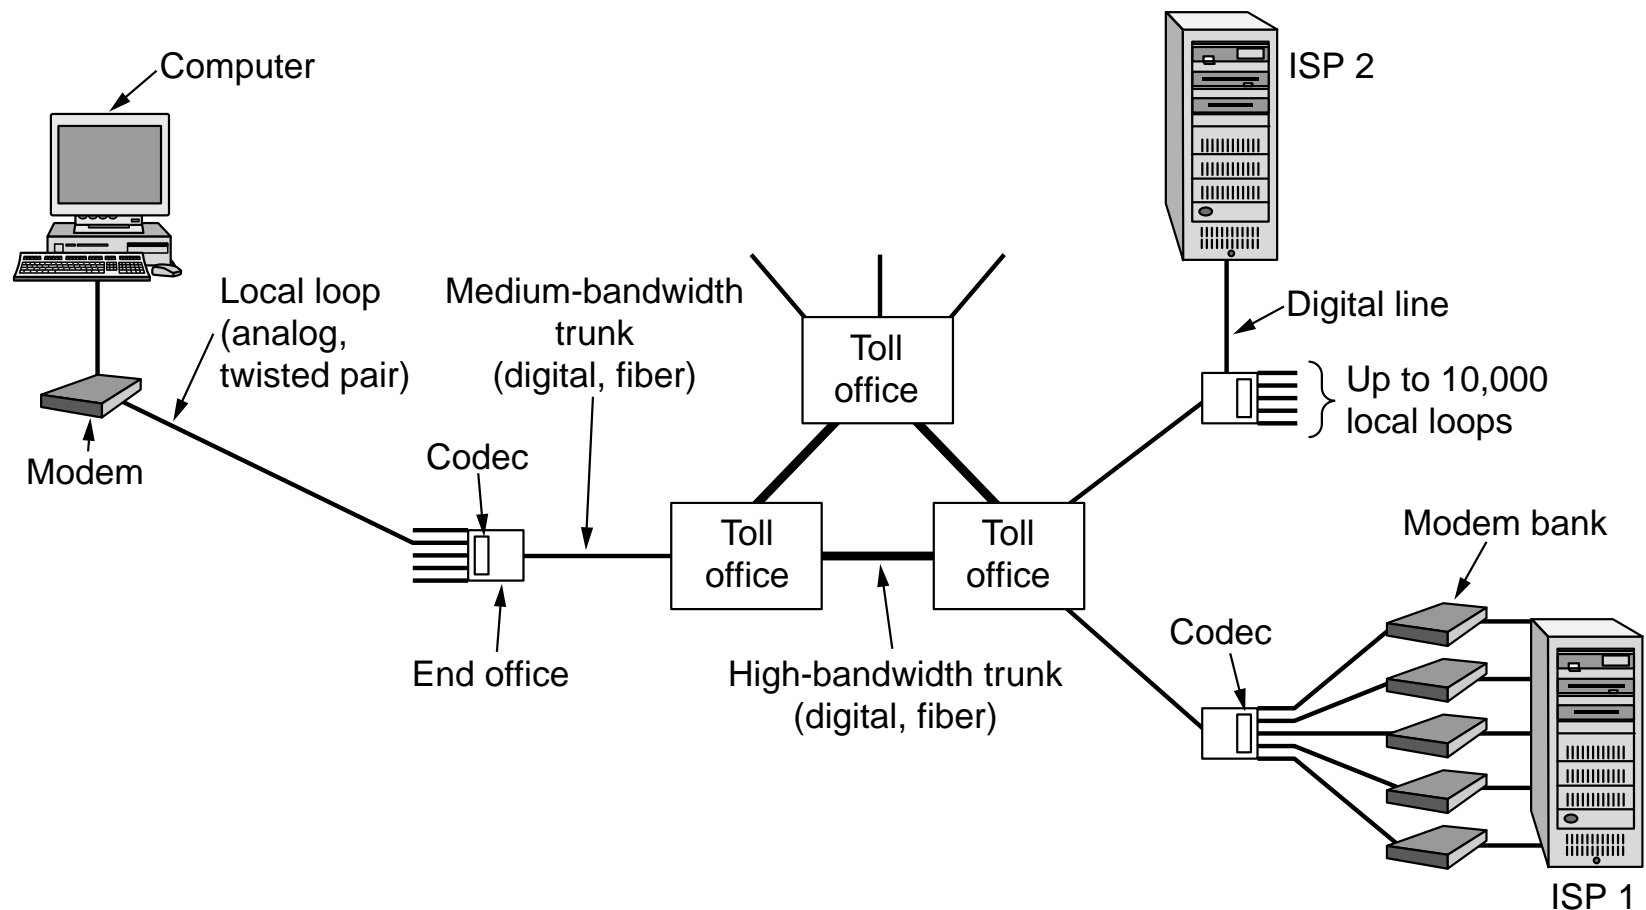 Computer
ISP 2
Local loop
(analog,
twisted pair)
Medium-bandwidth
trunk
(digital, fiber)
Digital line
Toll
office
Up to 10,000
local loops
Modem
Codec
Toll
office
Toll
office
Modem bank
End office
High-bandwidth trunk
(digital, fiber)
Codec
ISP 1